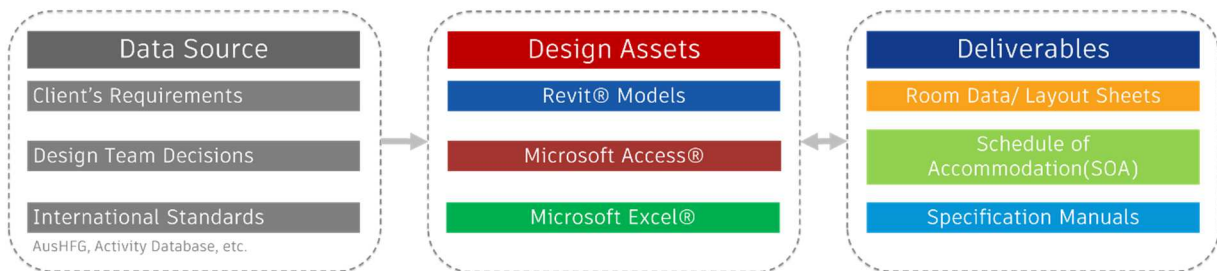 Data Source
Client's Requirements
Design Team Decisions
International Standards
AusHFG, Activity Database, etc.
Design Assets
Revit® Models
Microsoft Access®
Microsoft Excel®
Deliverables
Room Data/ Layout Sheets
Schedule of
Accommodation(SOA)
Specification Manuals